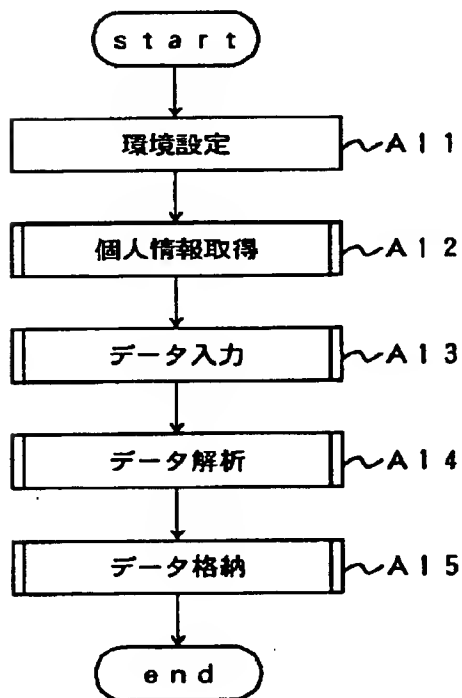 start
環境設定 A11
個人情報取得 A12
データ入力 A13
データ解析 A14
データ格納 A15
end